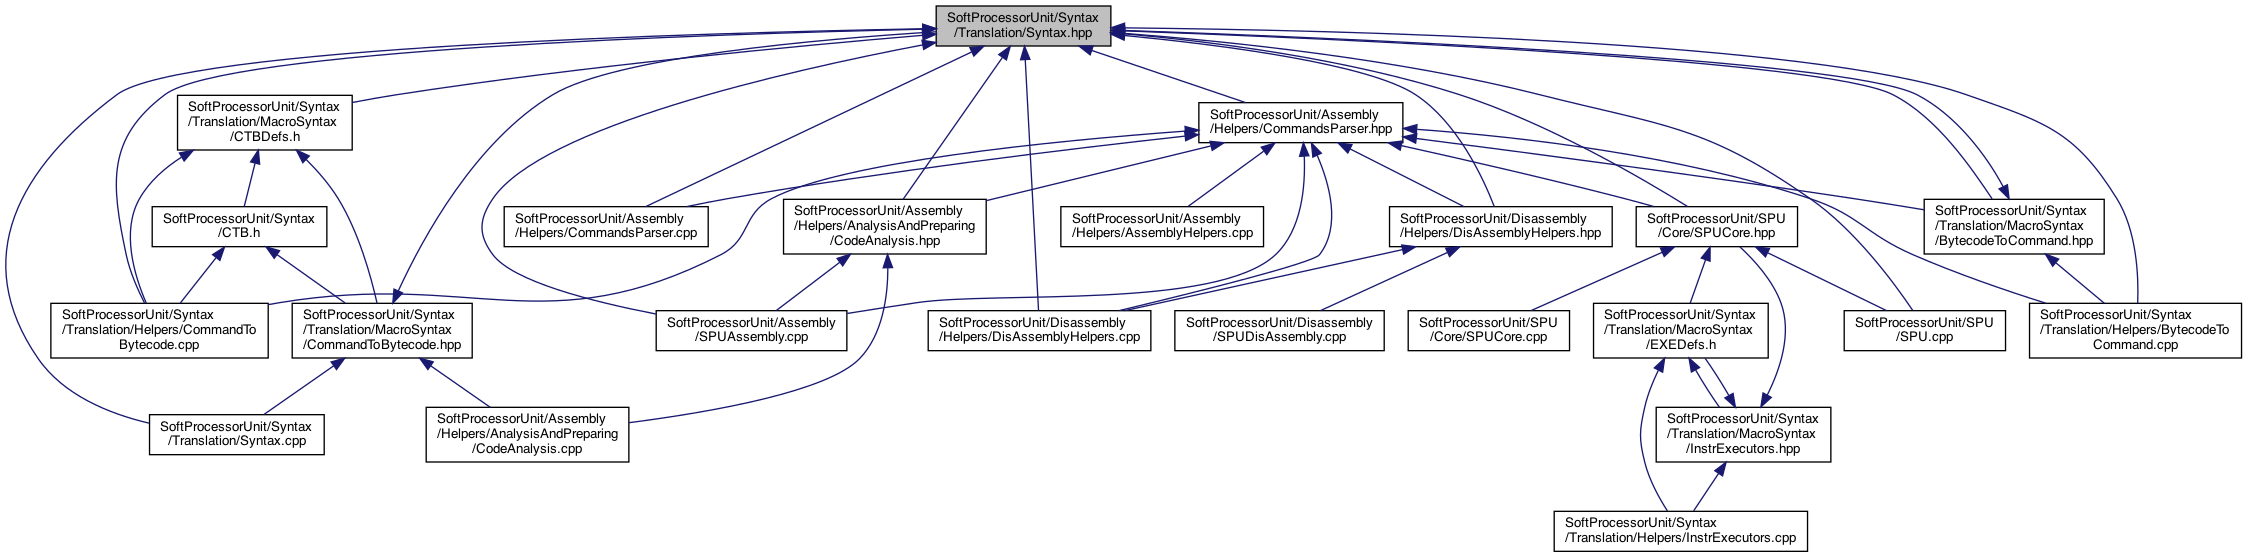 SoftProcessorUnit/Syntax
/Translation/Syntax.hpp
SoftProcessorUnit/Syntax
/Translation/MacroSyntax
/CTBDefs.h
SoftProcessorUnit/Assembly
/Helpers/CommandsParser.hpp
SoftProcessorUnit/Syntax
/CTB.h
SoftProcessorUnit/Assembly
/Helpers/CommandsParser.cpp
SoftProcessorUnit/Assembly
/Helpers/AnalysisAndPreparing
/CodeAnalysis.hpp
SoftProcessorUnit/Assembly
/Helpers/AssemblyHelpers.cpp
SoftProcessorUnit/Disassembly
/Helpers/DisAssemblyHelpers.hpp
SoftProcessorUnit/SPU
/Core/SPUCore.hpp
SoftProcessorUnit/Syntax
/Translation/MacroSyntax
/BytecodeToCommand.hpp
SoftProcessorUnit/Syntax
/Translation/Helpers/CommandTo
Bytecode.cpp
SoftProcessorUnit/Syntax
/Translation/MacroSyntax
/CommandToBytecode.hpp
SoftProcessorUnit/Assembly
/SPUAssembly.cpp
SoftProcessorUnit/Disassembly
/Helpers/DisAssemblyHelpers.cpp
SoftProcessorUnit/Disassembly
/SPUDisAssembly.cpp
SoftProcessorUnit/SPU
/Core/SPUCore.cpp
SoftProcessorUnit/Syntax
/Translation/MacroSyntax
/EXEDefs.h
SoftProcessorUnit/SPU
/SPU.cpp
SoftProcessorUnit/Syntax
/Translation/Helpers/BytecodeTo
Command.cpp
SoftProcessorUnit/Syntax
/Translation/Syntax.cpp
SoftProcessorUnit/Assembly
/Helpers/AnalysisAndPreparing
/CodeAnalysis.cpp
SoftProcessorUnit/Syntax
/Translation/MacroSyntax
/InstrExecutors.hpp
SoftProcessorUnit/Syntax
/Translation/Helpers/InstrExecutors.cpp